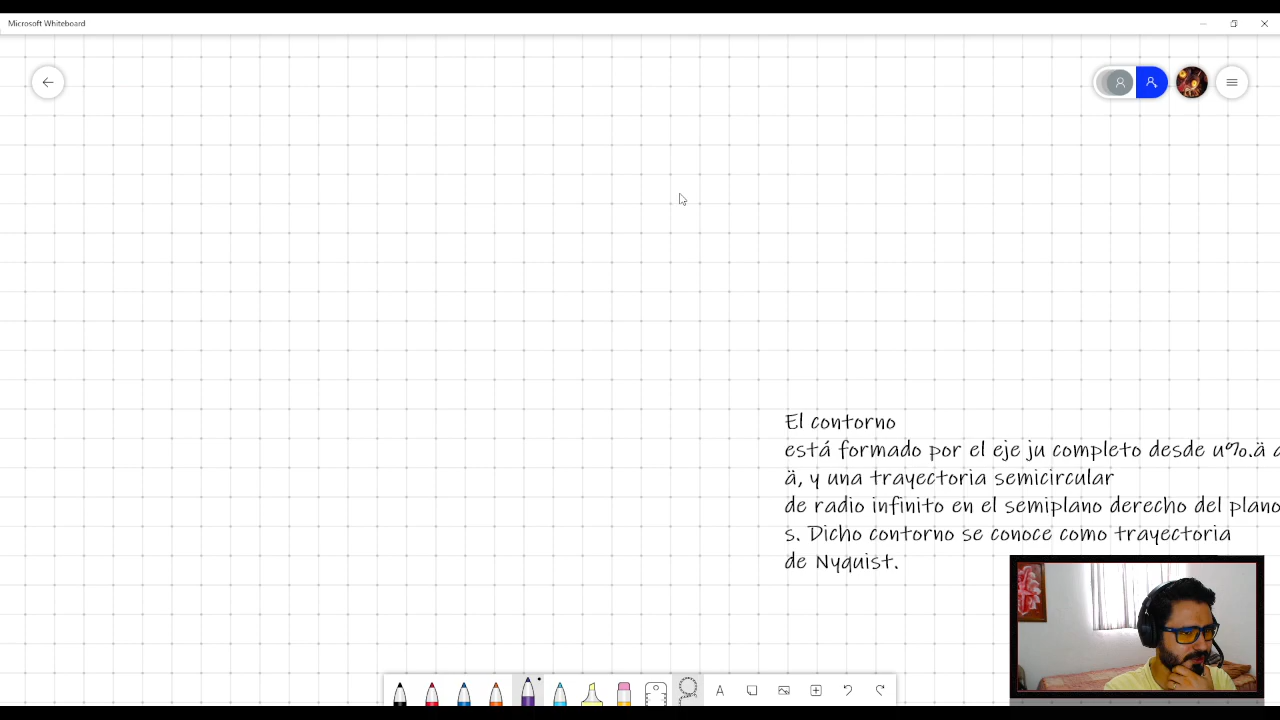 Microsoft Whiteboard
El contorno
está formado por el eje ju completo desde u%.ä a
ä, y una trayectoria semicircular
de radio infinito en el semiplano derecho del plano
s. Dicho contorno se conoce como trayectoria
de Nyquist.
A